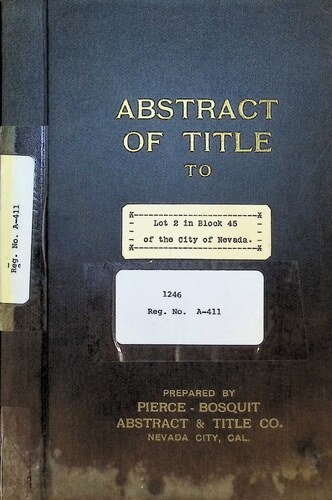 ABSTRACT
OF TITLE
TO
Lot 2 in Block 45
of the City of Nevada.
1246
Reg. No. A-411
Reg. No. A-411
PREPARED BY
PIERCE - BOSQUIT
ABSTRACT & TITLE CO.
NEVADA CITY, CAL.